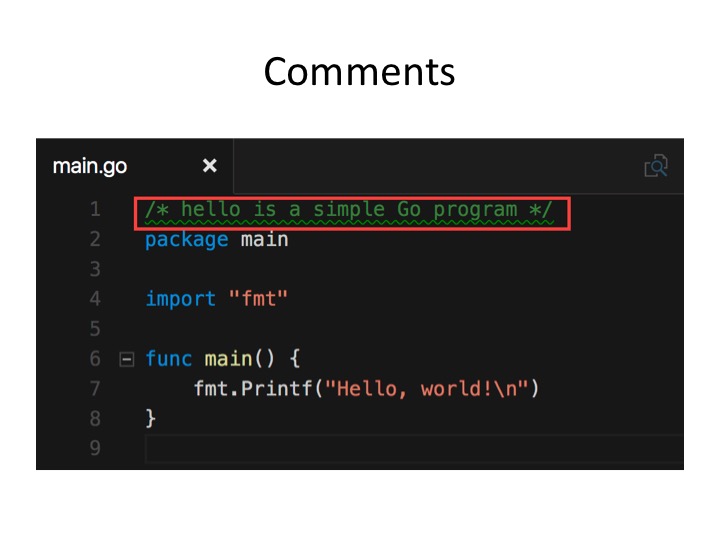 Comments
main.go ×
1 /* hello is a simple Go program */
2 package main
3
4 import "fmt"
5
6 func main() {
7     fmt.Printf("Hello, world!\n")
8 }
9